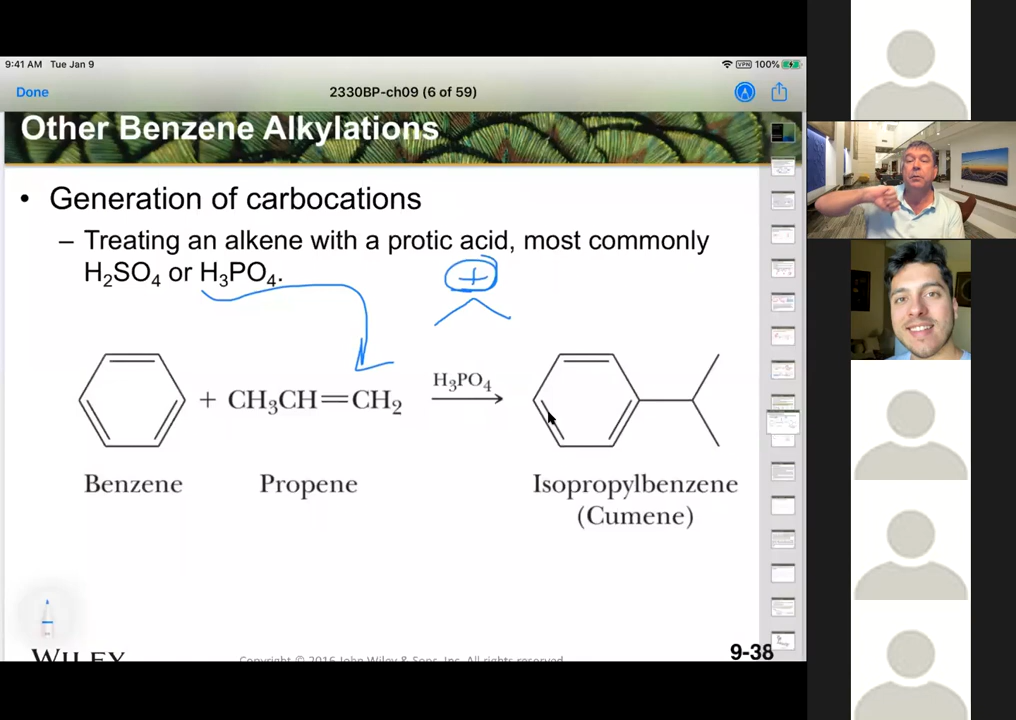 9:41 AM Tue Jan 9
VPN 100%
Done
2330BP-ch09 (6 of 59)
Other Benzene Alkylations
• Generation of carbocations
– Treating an alkene with a protic acid, most commonly
H₂SO₄ or H₃PO₄.
+
+ CH₃CH=CH₂
H₃PO₄
Benzene
Propene
Isopropylbenzene
(Cumene)
WILEY
Copyright © 2016 John Wiley & Sons, Inc. All rights reserved.
9-38